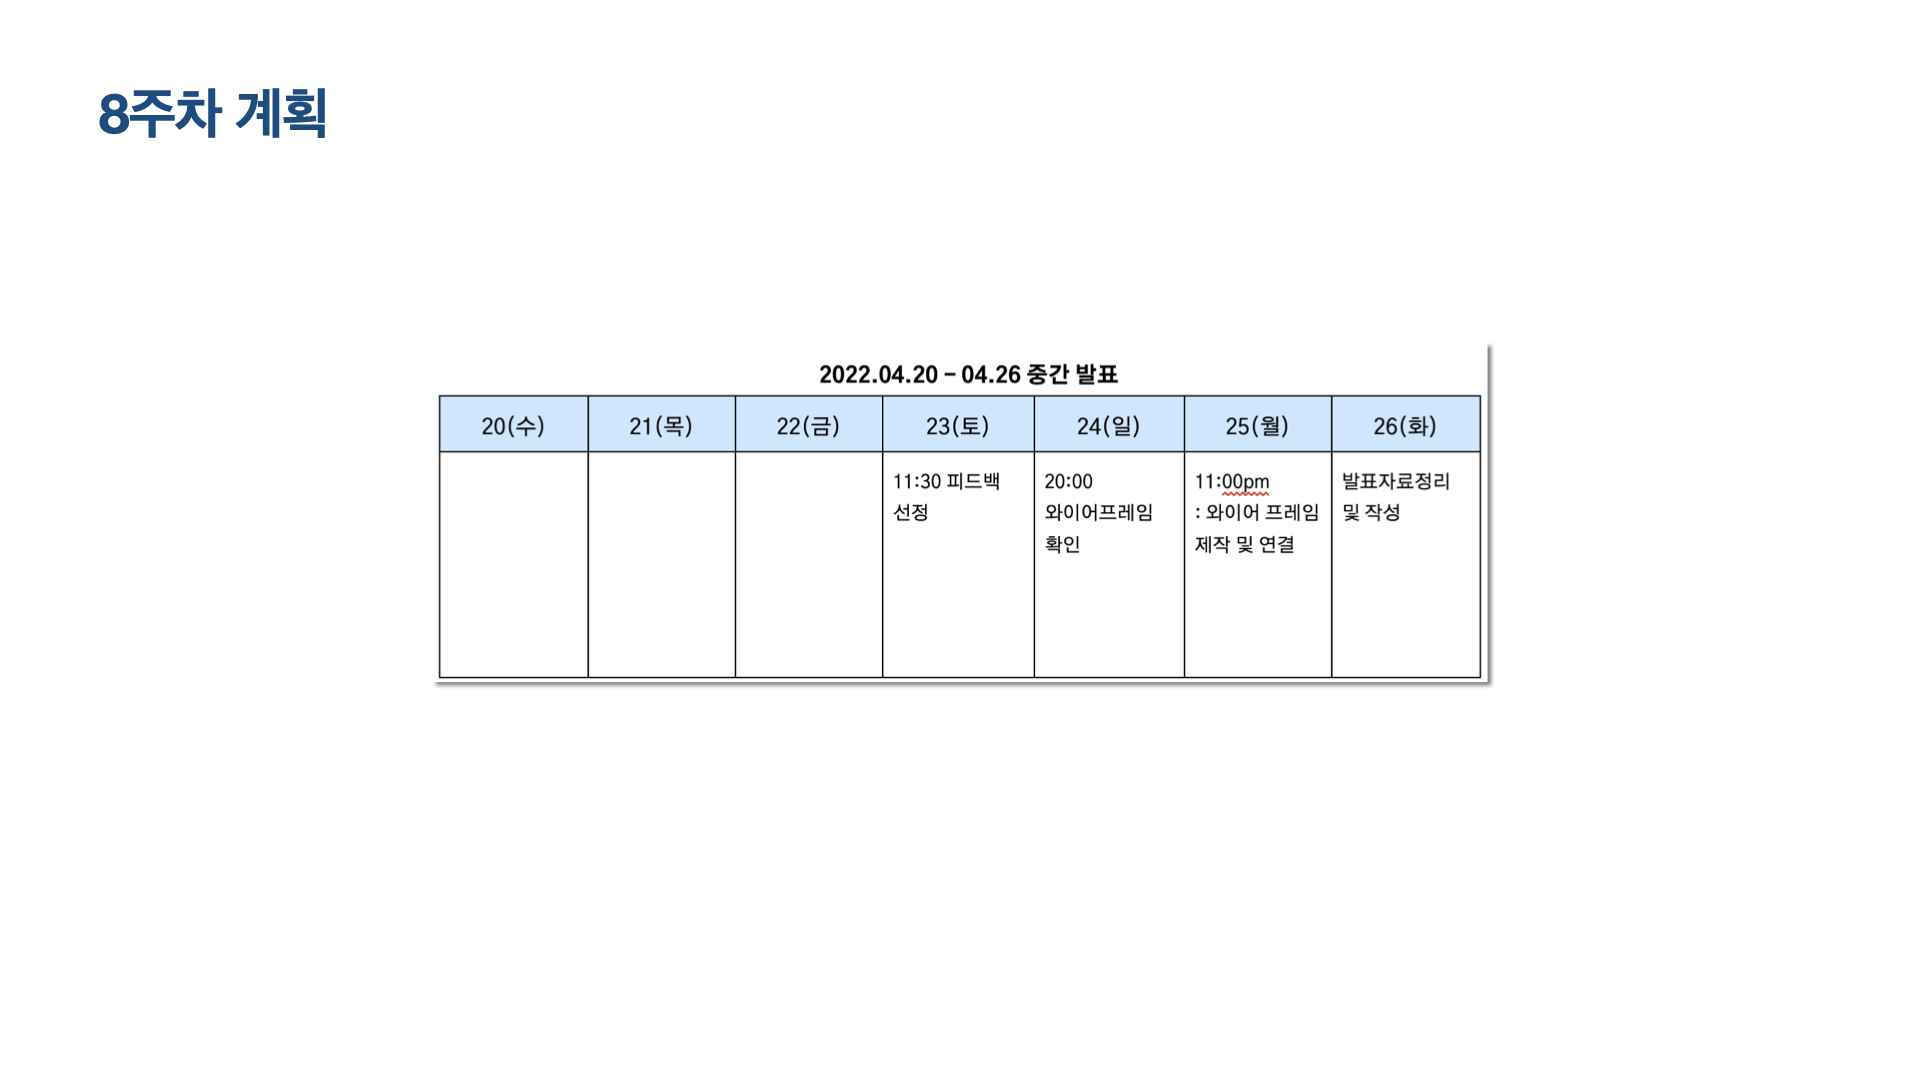 8주차 계획
2022.04.20 – 04.26 중간 발표
20(수) 21(목) 22(금) 23(토) 24(일) 25(월) 26(화)
11:30 피드백
선정
20:00
와이어프레임
확인
11:00pm
: 와이어 프레임
제작 및 연결
발표자료정리
및 작성